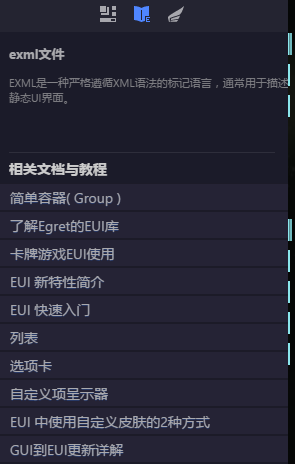 exml文件
EXML是一种严格遵循XML语法的标记语言，通常用于描述
静态UI界面。
相关文档与教程
简单容器( Group )
了解Egret的EUI库
卡牌游戏EUI使用
EUI 新特性简介
EUI 快速入门
列表
选项卡
自定义项呈示器
EUI 中使用自定义皮肤的2种方式
GUI到EUI更新详解